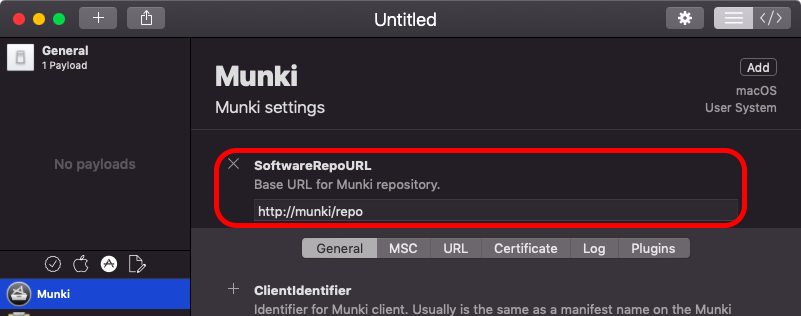 Untitled
General
1 Payload
No payloads
Munki
Munki
Munki settings
Add
macOS
User System
SoftwareRepoURL
Base URL for Munki repository.
http://munki/repo
General MSC URL Certificate Log Plugins
ClientIdentifier
Identifier for Munki client. Usually is the same as a manifest name on the Munki